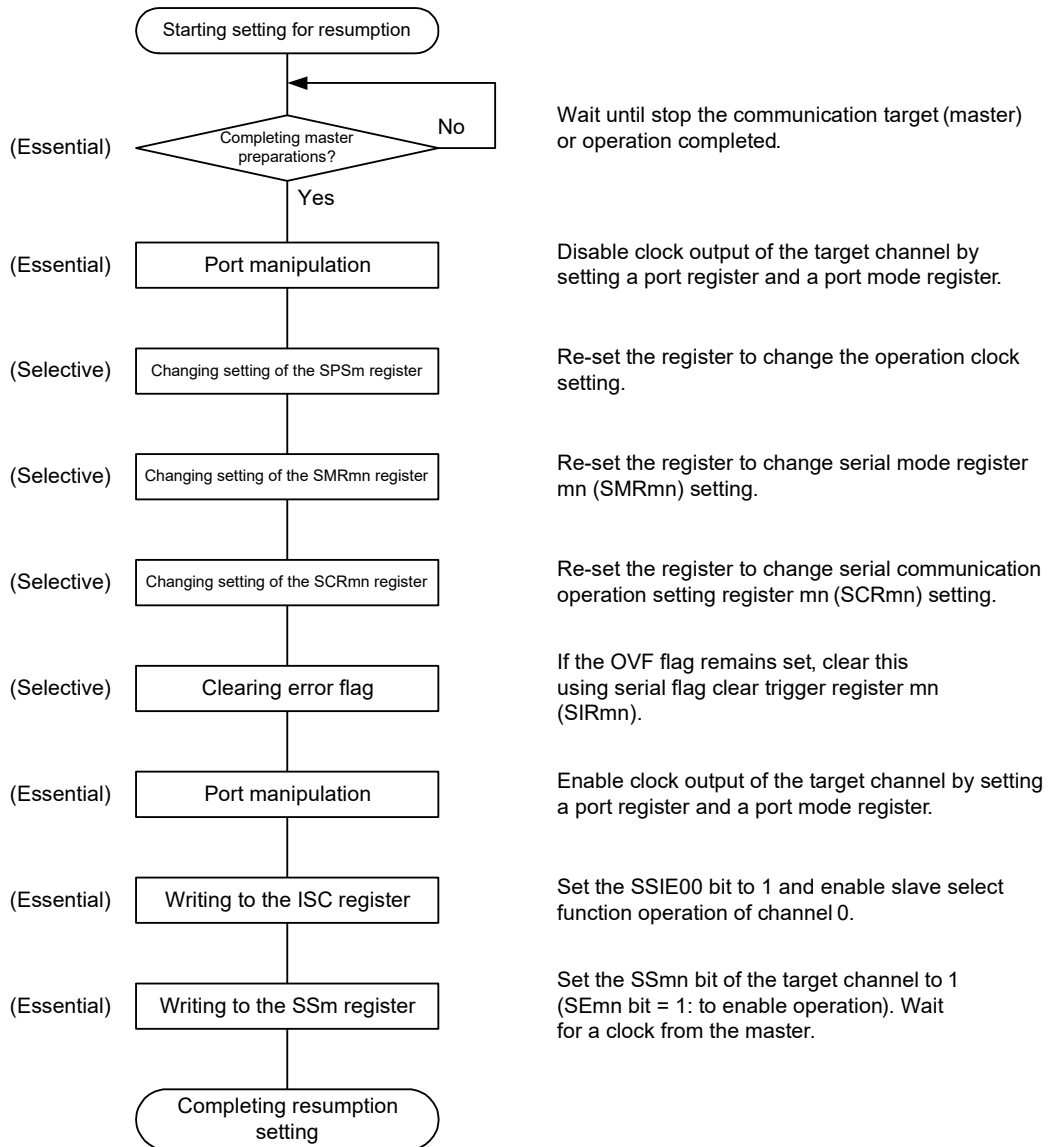 Starting setting for resumption
(Essential)
Completing master
preparations?
No
Yes
Wait until stop the communication target (master)
or operation completed.
(Essential)
Port manipulation
Disable clock output of the target channel by
setting a port register and a port mode register.
(Selective)
Changing setting of the SPSm register
Re-set the register to change the operation clock
setting.
(Selective)
Changing setting of the SMRmn register
Re-set the register to change serial mode register
mn (SMRmn) setting.
(Selective)
Changing setting of the SCRmn register
Re-set the register to change serial communication
operation setting register mn (SCRmn) setting.
(Selective)
Clearing error flag
If the OVF flag remains set, clear this
using serial flag clear trigger register mn
(SIRmn).
(Essential)
Port manipulation
Enable clock output of the target channel by setting
a port register and a port mode register.
(Essential)
Writing to the ISC register
Set the SSIE00 bit to 1 and enable slave select
function operation of channel 0.
(Essential)
Writing to the SSm register
Set the SSmn bit of the target channel to 1
(SEmn bit = 1: to enable operation). Wait
for a clock from the master.
Completing resumption
setting